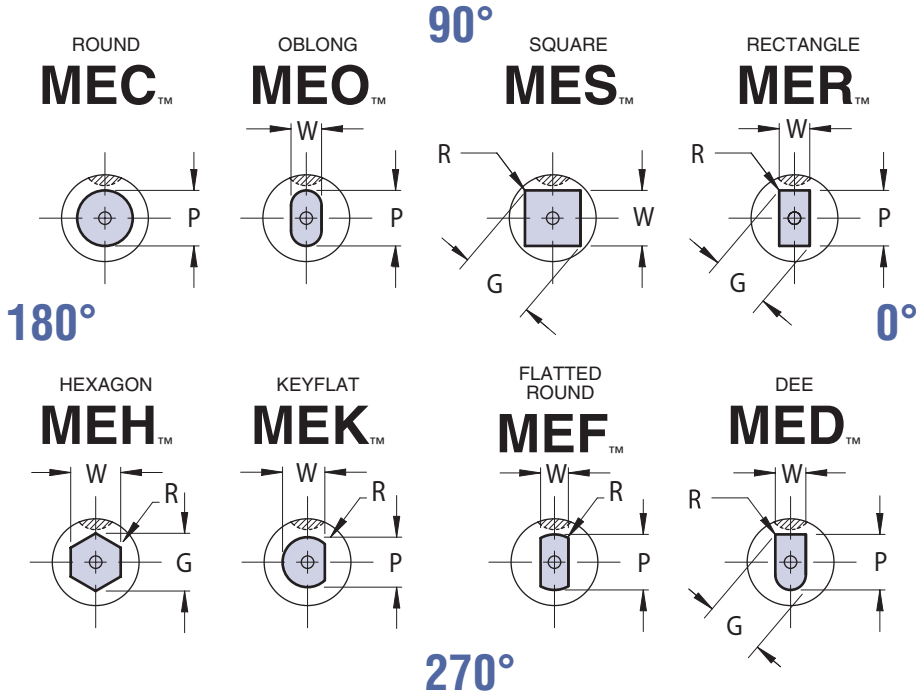 90°
ROUND
MEC™
OBLONG
MEO™
SQUARE
MES™
RECTANGLE
MER™
W
P
W
P
R
W
G
R
W
P
G
180°
0°
HEXAGON
MEH™
KEYFLAT
MEK™
FLATTED
ROUND
MEF™
DEE
MED™
W
R
G
W
R
P
W
R
P
R
W
P
G
270°